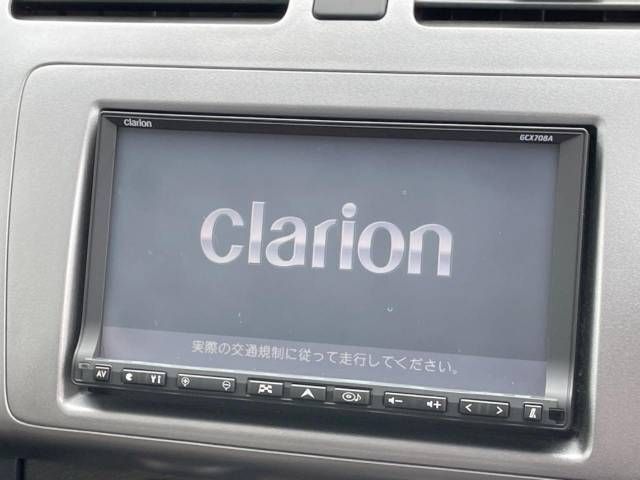 clarion
GCX708A
clarion
実際の交通規制に従って走行してください。
AV